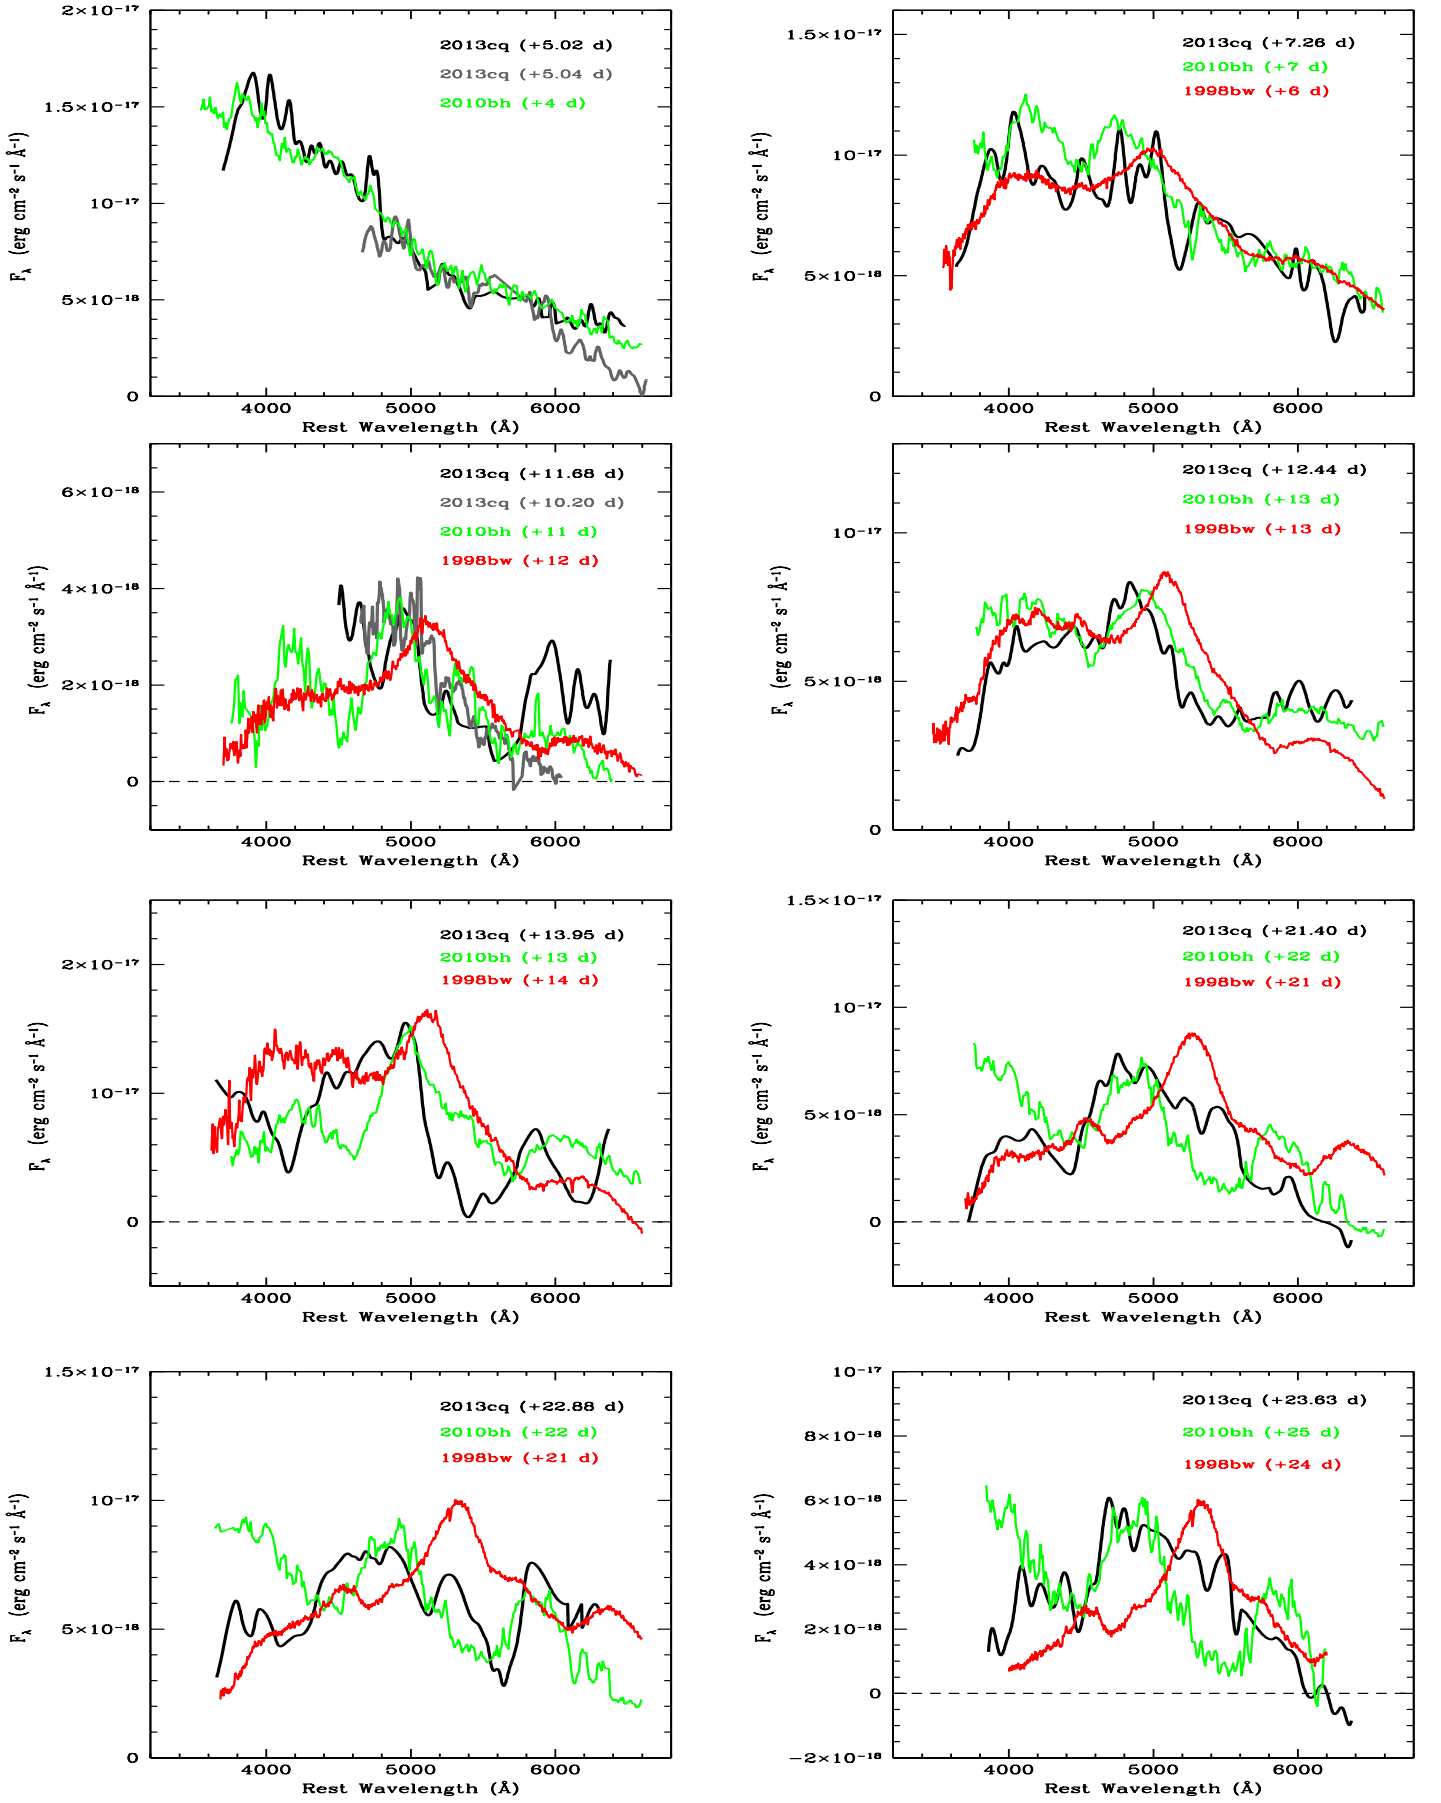 2×10⁻¹⁷
1.5×10⁻¹⁷
10⁻¹⁷
5×10⁻¹⁸
0
F_λ (erg cm⁻² s⁻¹ Å⁻¹)
2013cq (+5.02 d)
2013cq (+5.04 d)
2010bh (+4 d)
4000 5000 6000
Rest Wavelength (Å)
1.5×10⁻¹⁷
10⁻¹⁷
5×10⁻¹⁸
0
F_λ (erg cm⁻² s⁻¹ Å⁻¹)
2013cq (+7.26 d)
2010bh (+7 d)
1998bw (+6 d)
4000 5000 6000
Rest Wavelength (Å)
6×10⁻¹⁸
4×10⁻¹⁸
2×10⁻¹⁸
0
F_λ (erg cm⁻² s⁻¹ Å⁻¹)
2013cq (+11.68 d)
2013cq (+10.20 d)
2010bh (+11 d)
1998bw (+12 d)
4000 5000 6000
Rest Wavelength (Å)
10⁻¹⁷
5×10⁻¹⁸
0
F_λ (erg cm⁻² s⁻¹ Å⁻¹)
2013cq (+12.44 d)
2010bh (+13 d)
1998bw (+13 d)
4000 5000 6000
Rest Wavelength (Å)
2×10⁻¹⁷
10⁻¹⁷
0
F_λ (erg cm⁻² s⁻¹ Å⁻¹)
2013cq (+13.95 d)
2010bh (+13 d)
1998bw (+14 d)
4000 5000 6000
Rest Wavelength (Å)
1.5×10⁻¹⁷
10⁻¹⁷
5×10⁻¹⁸
0
F_λ (erg cm⁻² s⁻¹ Å⁻¹)
2013cq (+21.40 d)
2010bh (+22 d)
1998bw (+21 d)
4000 5000 6000
Rest Wavelength (Å)
1.5×10⁻¹⁷
10⁻¹⁷
5×10⁻¹⁸
0
F_λ (erg cm⁻² s⁻¹ Å⁻¹)
2013cq (+22.88 d)
2010bh (+22 d)
1998bw (+21 d)
4000 5000 6000
Rest Wavelength (Å)
10⁻¹⁷
8×10⁻¹⁸
6×10⁻¹⁸
4×10⁻¹⁸
2×10⁻¹⁸
0
−2×10⁻¹⁸
F_λ (erg cm⁻² s⁻¹ Å⁻¹)
2013cq (+23.63 d)
2010bh (+25 d)
1998bw (+24 d)
4000 5000 6000
Rest Wavelength (Å)